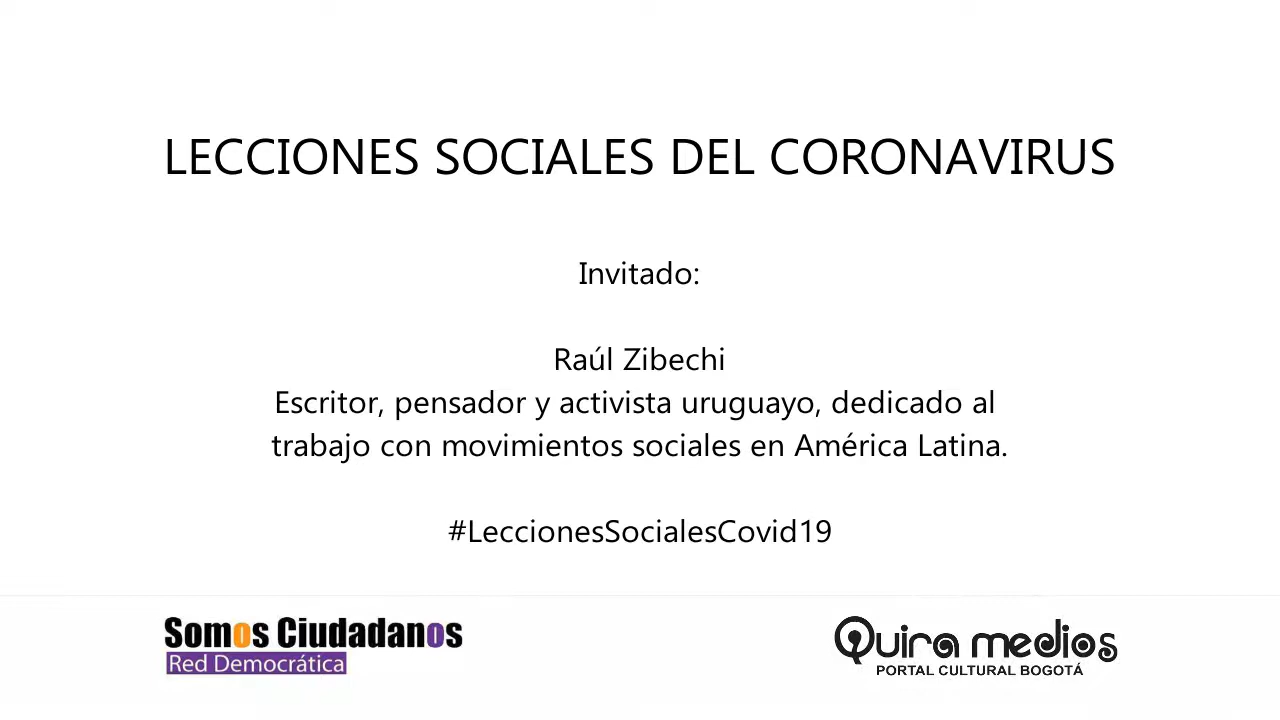 LECCIONES SOCIALES DEL CORONAVIRUS
Invitado:
Raúl Zibechi
Escritor, pensador y activista uruguayo, dedicado al
trabajo con movimientos sociales en América Latina.
#LeccionesSocialesCovid19
Somos Ciudadanos
Red Democrática
Quira medios
PORTAL CULTURAL BOGOTÁ